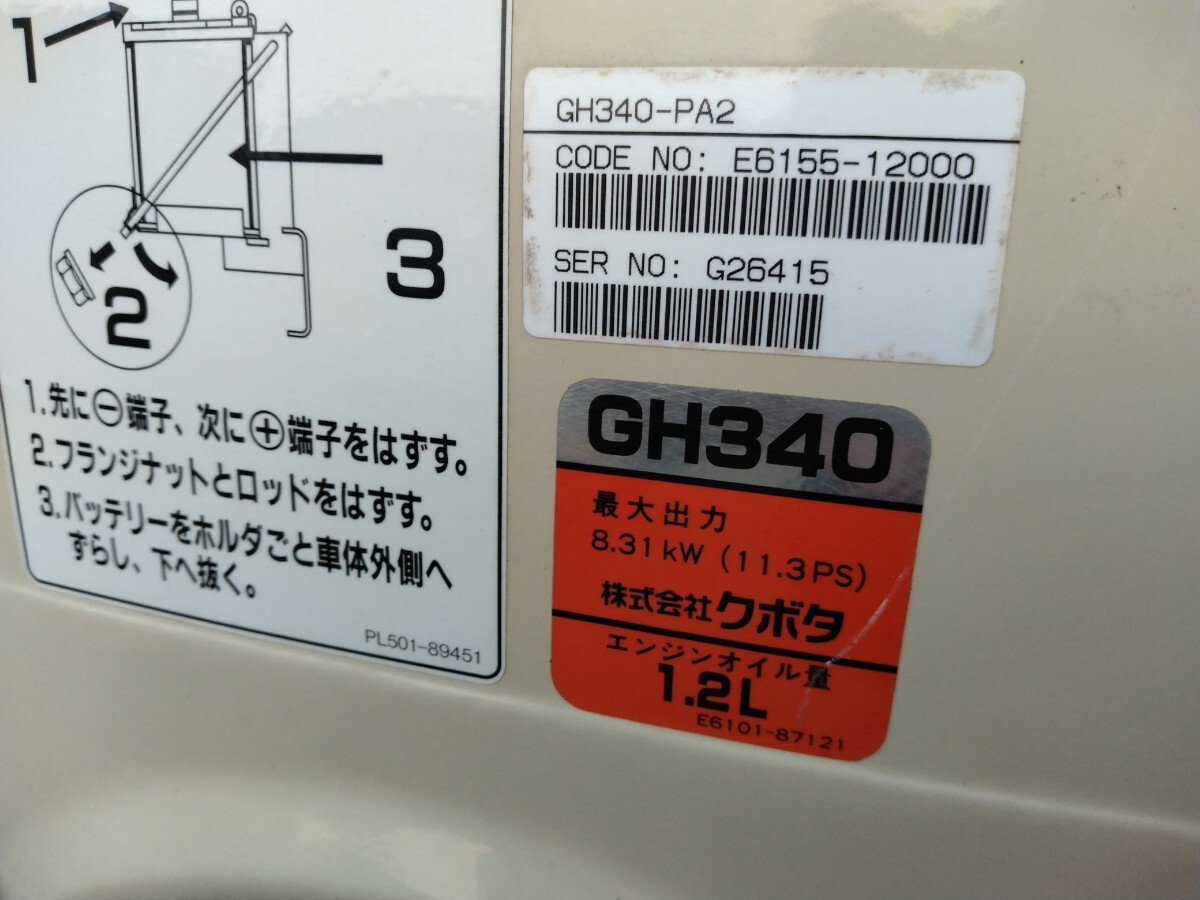 1
3
2
1.先に⊖端子、次に⊕端子をはずす。
2.フランジナットとロッドをはずす。
3.バッテリーをホルダごと車体外側へ
ずらし、下へ抜く。
PL501-89451
GH340-PA2
CODE NO: E6155-12000
SER NO: G26415
GH340
最大出力
8.31kW (11.3PS)
株式会社クボタ
エンジンオイル量
1.2L
E6101-87121